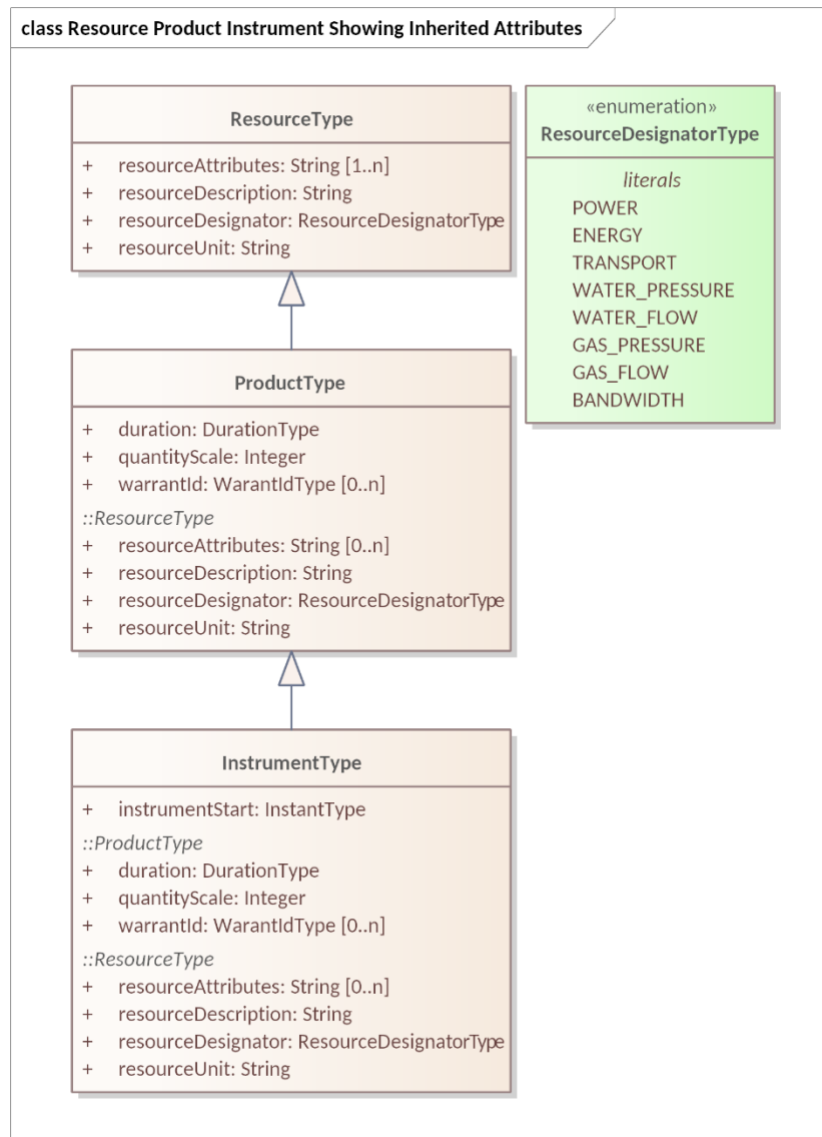 class Resource Product Instrument Showing Inherited Attributes
ResourceType
+ resourceAttributes: String [1..n]
+ resourceDescription: String
+ resourceDesignator: ResourceDesignatorType
+ resourceUnit: String
«enumeration»
ResourceDesignatorType
literals
POWER
ENERGY
TRANSPORT
WATER_PRESSURE
WATER_FLOW
GAS_PRESSURE
GAS_FLOW
BANDWIDTH
ProductType
+ duration: DurationType
+ quantityScale: Integer
+ warrantId: WarantIdType [0..n]
::ResourceType
+ resourceAttributes: String [0..n]
+ resourceDescription: String
+ resourceDesignator: ResourceDesignatorType
+ resourceUnit: String
InstrumentType
+ instrumentStart: InstantType
::ProductType
+ duration: DurationType
+ quantityScale: Integer
+ warrantId: WarantIdType [0..n]
::ResourceType
+ resourceAttributes: String [0..n]
+ resourceDescription: String
+ resourceDesignator: ResourceDesignatorType
+ resourceUnit: String